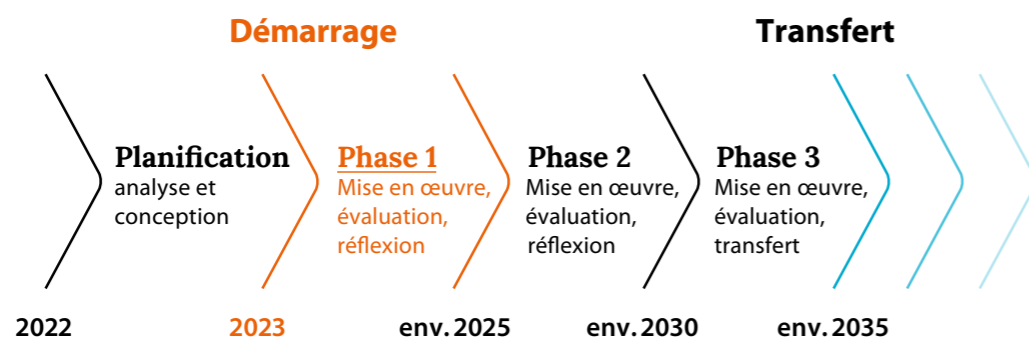 Démarrage
Transfert
Planification
analyse et
conception
Phase 1
Mise en œuvre,
évaluation,
réflexion
Phase 2
Mise en œuvre,
évaluation,
réflexion
Phase 3
Mise en œuvre,
évaluation,
transfert
2022
2023
env. 2025
env. 2030
env. 2035